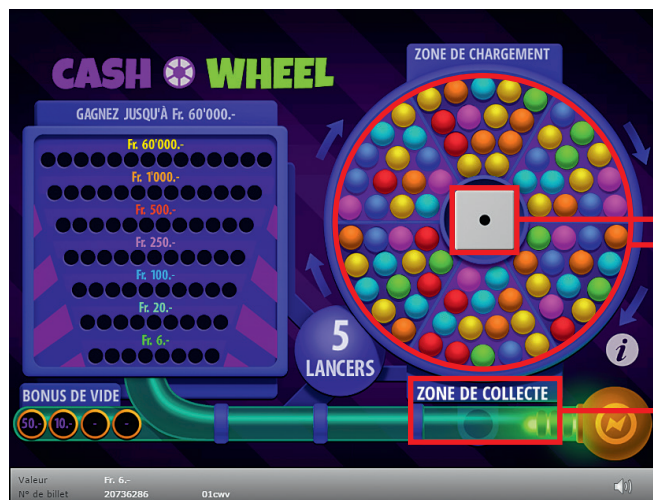 CASH WHEEL
GAGNEZ JUSQU'À Fr. 60'000.-
Fr. 60'000.-
Fr. 1'000.-
Fr. 500.-
Fr. 250.-
Fr. 100.-
Fr. 20.-
Fr. 6.-
ZONE DE CHARGEMENT
5
LANCERS
i
BONUS DE VIDE
50.- 10.- - -
ZONE DE COLLECTE
Valeur Fr. 6.-
N° de billet 20736286 01cwv